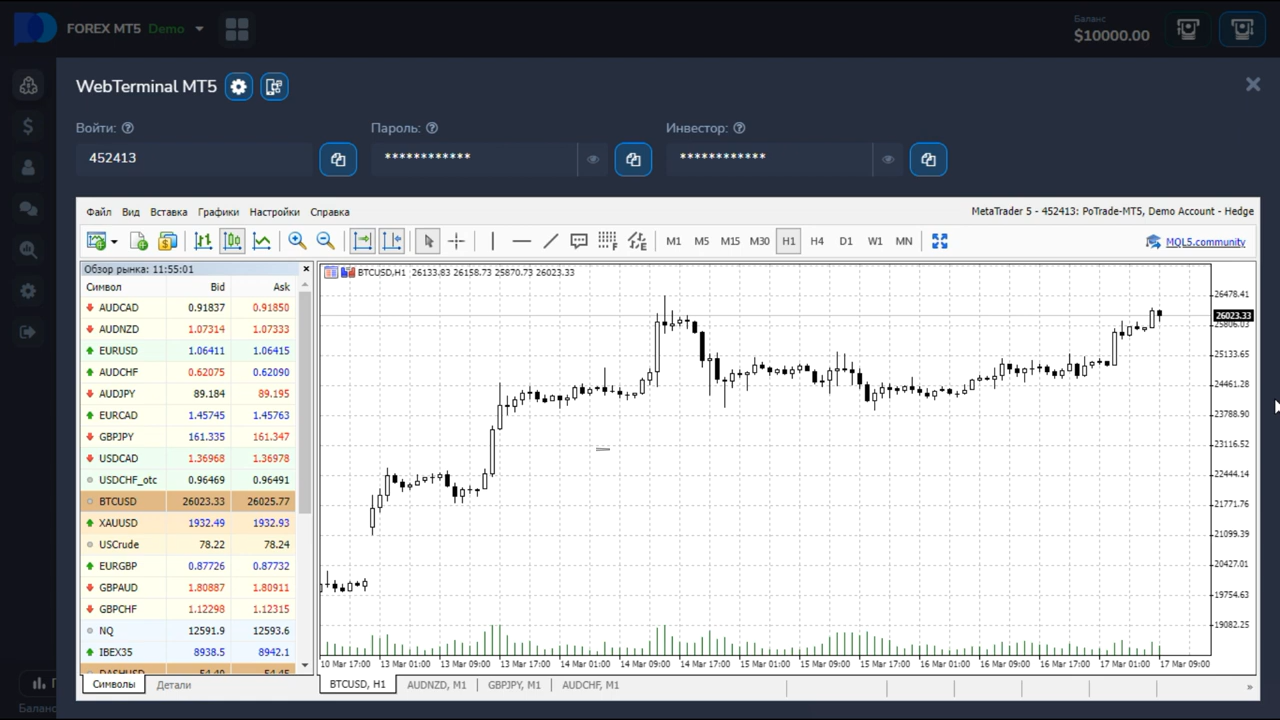 FOREX MT5 Demo
Баланс
$10000.00
WebTerminal MT5
Войти: Пароль: Инвестор:
452413 ************ ************
Файл Вид Вставка Графики Настройки Справка
MetaTrader 5 - 452413: PoTrade-MT5, Demo Account - Hedge
M1 M5 M15 M30 H1 H4 D1 W1 MN
MQL5.community
Обзор рынка: 11:55:01
Символ Bid Ask
AUDCAD 0.91837 0.91850
AUDNZD 1.07314 1.07333
EURUSD 1.06411 1.06415
AUDCHF 0.62075 0.62090
AUDJPY 89.184 89.195
EURCAD 1.45745 1.45763
GBPJPY 161.335 161.347
USDCAD 1.36968 1.36978
USDCHF_otc 0.96469 0.96491
BTCUSD 26023.33 26025.77
XAUUSD 1932.49 1932.93
USCrude 78.22 78.24
EURGBP 0.87726 0.87732
GBPAUD 1.80887 1.80911
GBPCHF 1.12298 1.12315
NQ 12591.9 12593.6
IBEX35 8938.5 8942.1
Символы Детали
BTCUSD,H1 26133.83 26158.73 25870.73 26023.33
26478.41
26023.33
25806.03
25133.65
24461.28
23788.90
23116.52
22444.14
21771.76
21099.39
20427.01
19754.63
19082.25
10 Mar 17:00 13 Mar 01:00 13 Mar 09:00 13 Mar 17:00 14 Mar 01:00 14 Mar 09:00 14 Mar 17:00 15 Mar 01:00 15 Mar 09:00 15 Mar 17:00 16 Mar 01:00 16 Mar 09:00 16 Mar 17:00 17 Mar 01:00 17 Mar 09:00
BTCUSD, H1 AUDNZD, M1 GBPJPY, M1 AUDCHF, M1